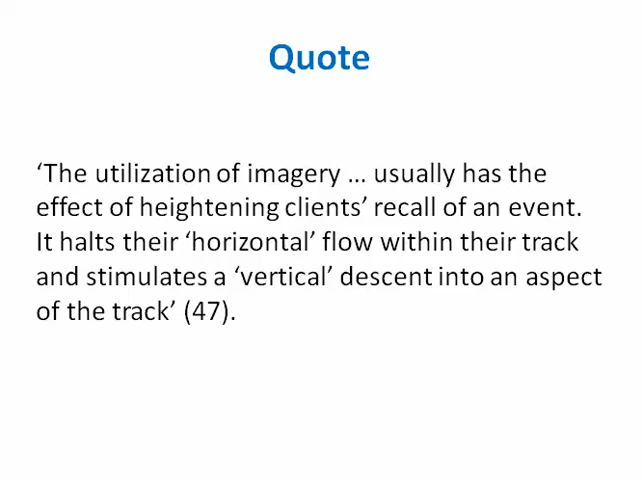 Quote
‘The utilization of imagery ... usually has the
effect of heightening clients’ recall of an event.
It halts their ‘horizontal’ flow within their track
and stimulates a ‘vertical’ descent into an aspect
of the track’ (47).